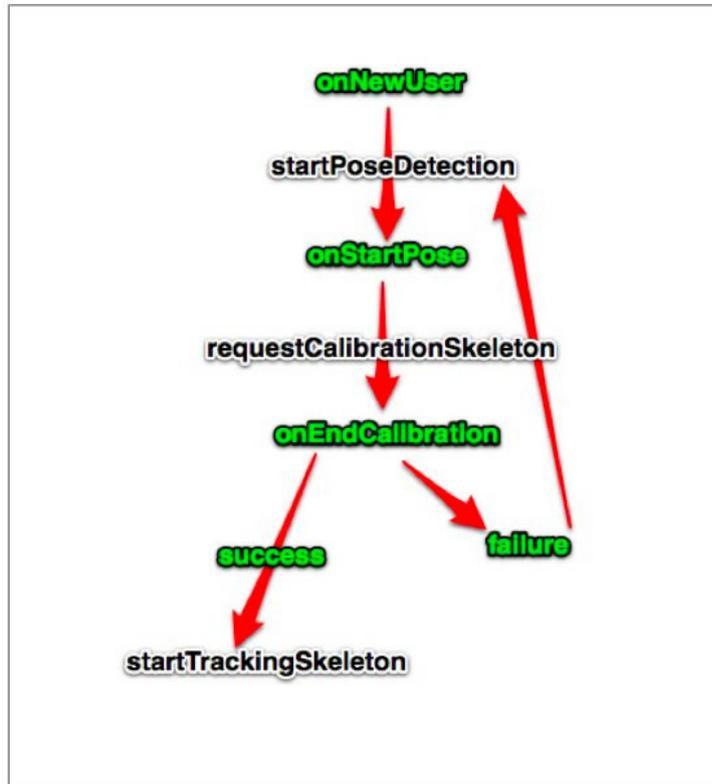 onNewUser
startPoseDetection
onStartPose
requestCalibrationSkeleton
onEndCalibration
failure
success
startTrackingSkeleton